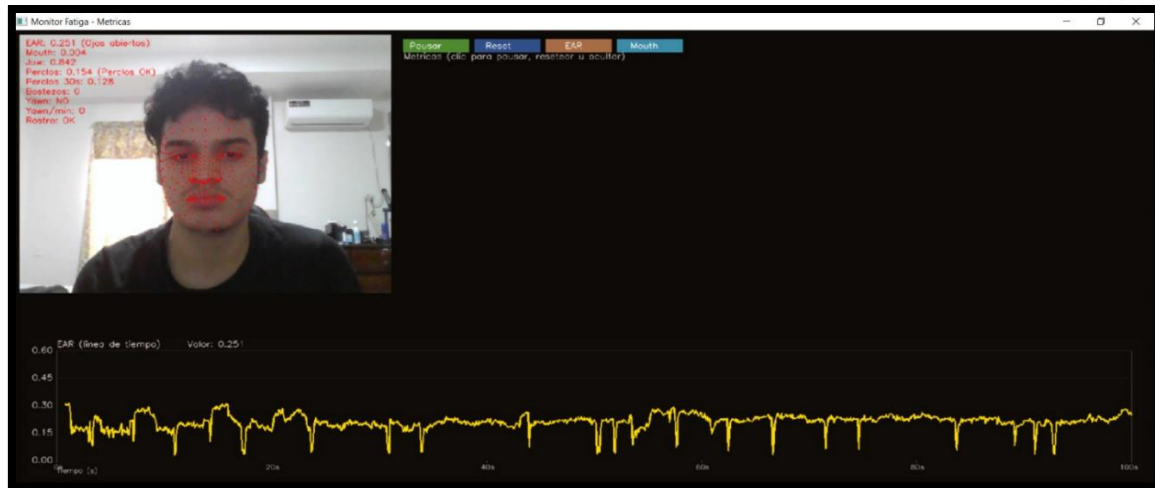 Monitor Fatiga - Metricas
EAR: 0.251 (Ojos abiertos)
Mouth: 0.004
Jaw: 0.842
Perclos: 0.154 (Perclos OK)
Perclos 30s: 0.128
Bostezos: 0
Yawn: NO
Yawn/min: 0
Rostro: OK
Pausar Reset EAR Mouth
Metricas (clic para pausar, resetear u ocultar)
EAR (linea de tiempo) Valor: 0.251
0.60
0.45
0.30
0.15
0.00
0s 20s 40s 60s 80s 100s
Tiempo (s)